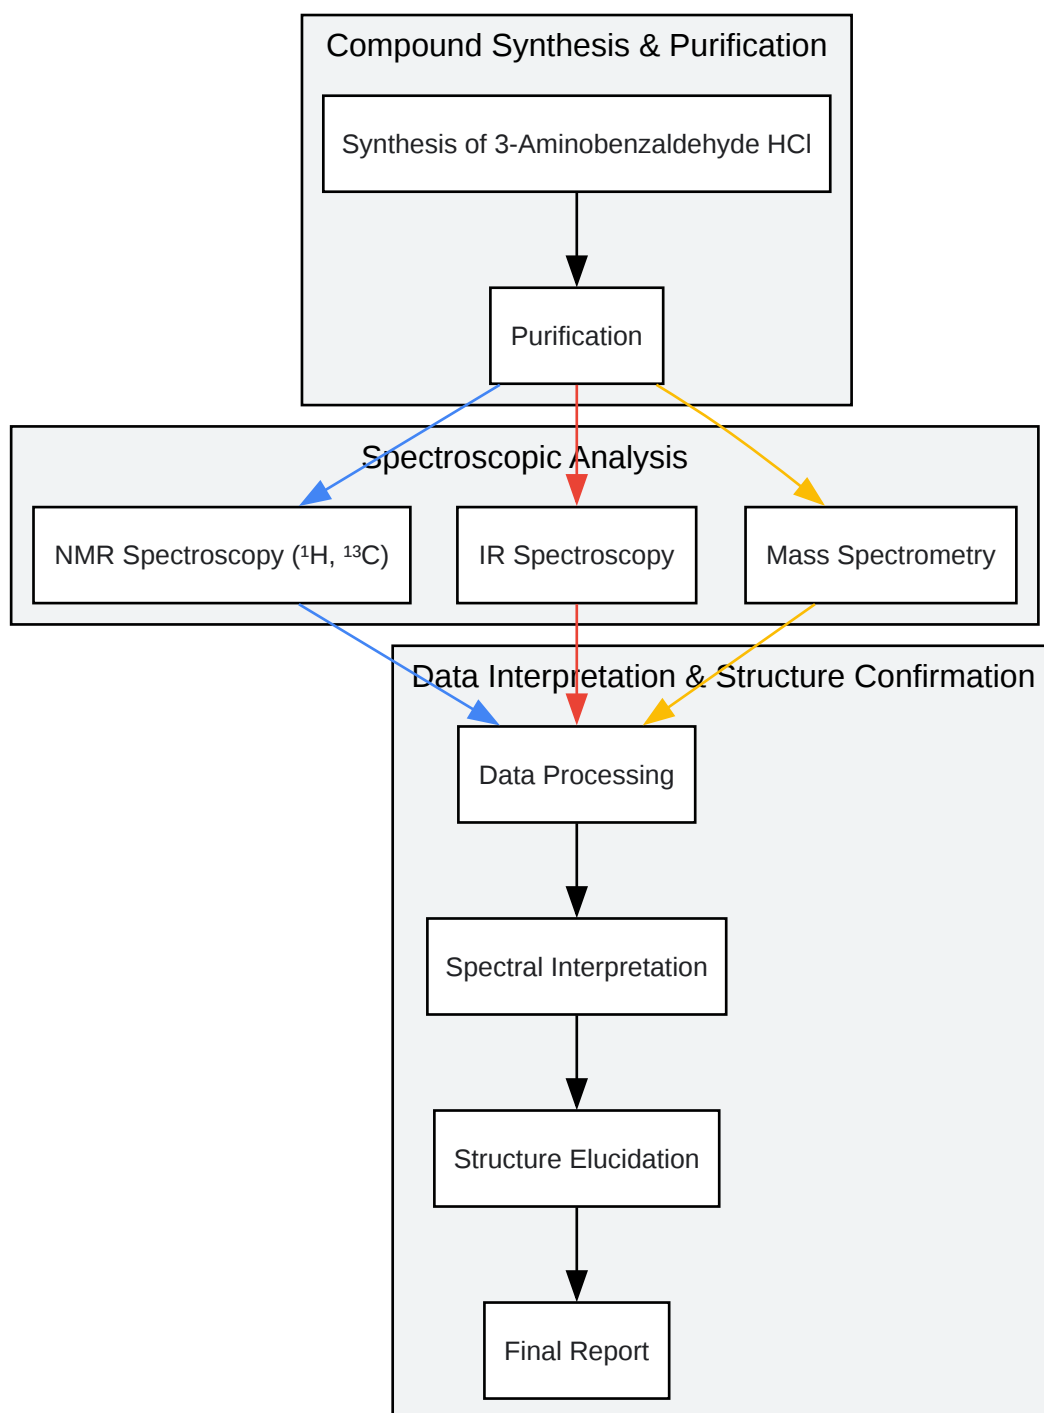 Compound Synthesis & Purification
Synthesis of 3-Aminobenzaldehyde HCl
Purification
Spectroscopic Analysis
NMR Spectroscopy (¹H, ¹³C)
IR Spectroscopy
Mass Spectrometry
Data Interpretation & Structure Confirmation
Data Processing
Spectral Interpretation
Structure Elucidation
Final Report